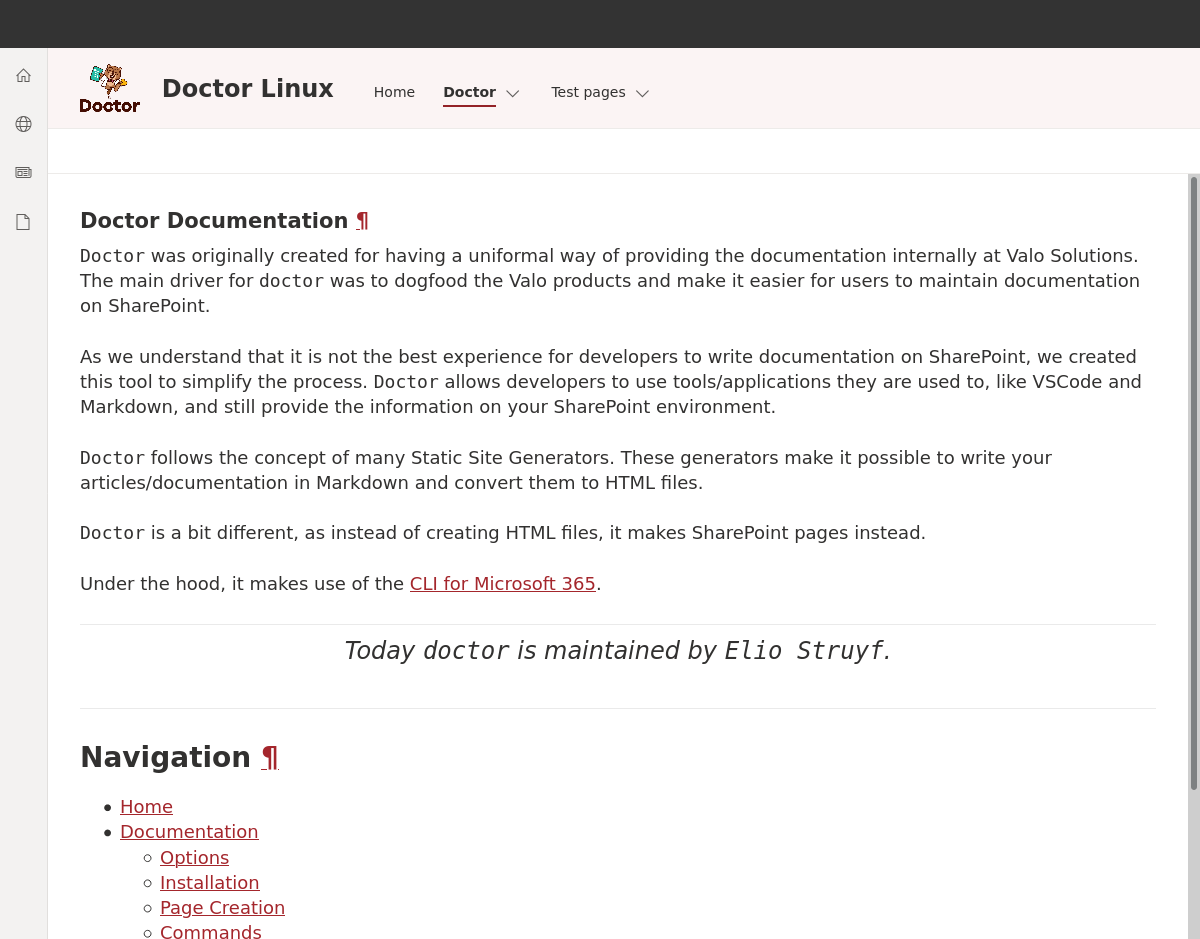 Doctor
Doctor Linux
Home
Doctor
Test pages
Doctor Documentation ¶
Doctor was originally created for having a uniformal way of providing the documentation internally at Valo Solutions.
The main driver for doctor was to dogfood the Valo products and make it easier for users to maintain documentation
on SharePoint.
As we understand that it is not the best experience for developers to write documentation on SharePoint, we created
this tool to simplify the process. Doctor allows developers to use tools/applications they are used to, like VSCode and
Markdown, and still provide the information on your SharePoint environment.
Doctor follows the concept of many Static Site Generators. These generators make it possible to write your
articles/documentation in Markdown and convert them to HTML files.
Doctor is a bit different, as instead of creating HTML files, it makes SharePoint pages instead.
Under the hood, it makes use of the CLI for Microsoft 365.
Today doctor is maintained by Elio Struyf.
Navigation ¶
Home
Documentation
Options
Installation
Page Creation
Commands